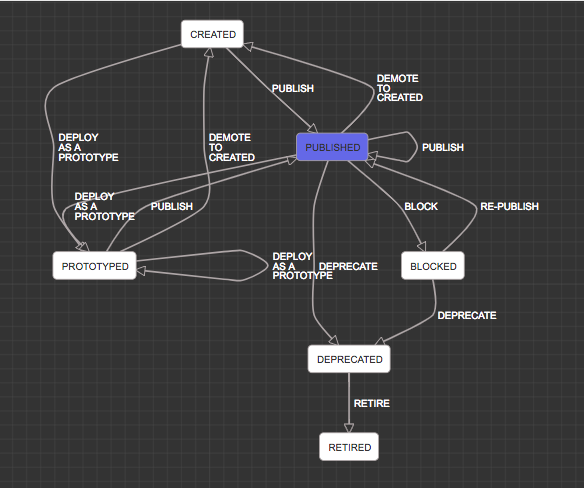 CREATED
PUBLISH
DEMOTE
TO
CREATED
DEPLOY
AS A
PROTOTYPE
DEMOTE
TO
CREATED
PUBLISHED
PUBLISH
DEPLOY
AS A
PROTOTYPE
PUBLISH
BLOCK
RE-PUBLISH
PROTOTYPED
DEPLOY
AS A
PROTOTYPE
DEPRECATE
BLOCKED
DEPRECATE
DEPRECATED
RETIRE
RETIRED